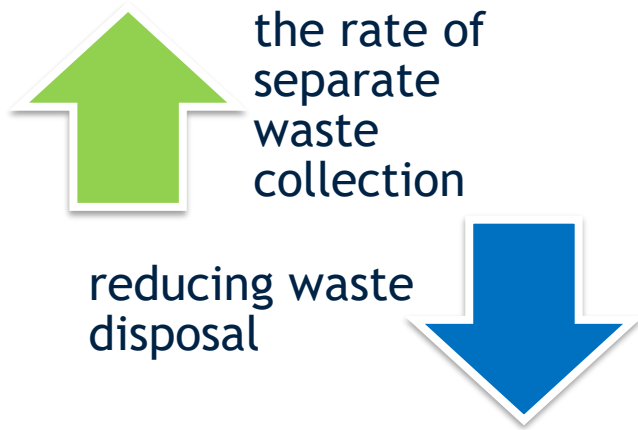 the rate of
separate
waste
collection
reducing waste
disposal